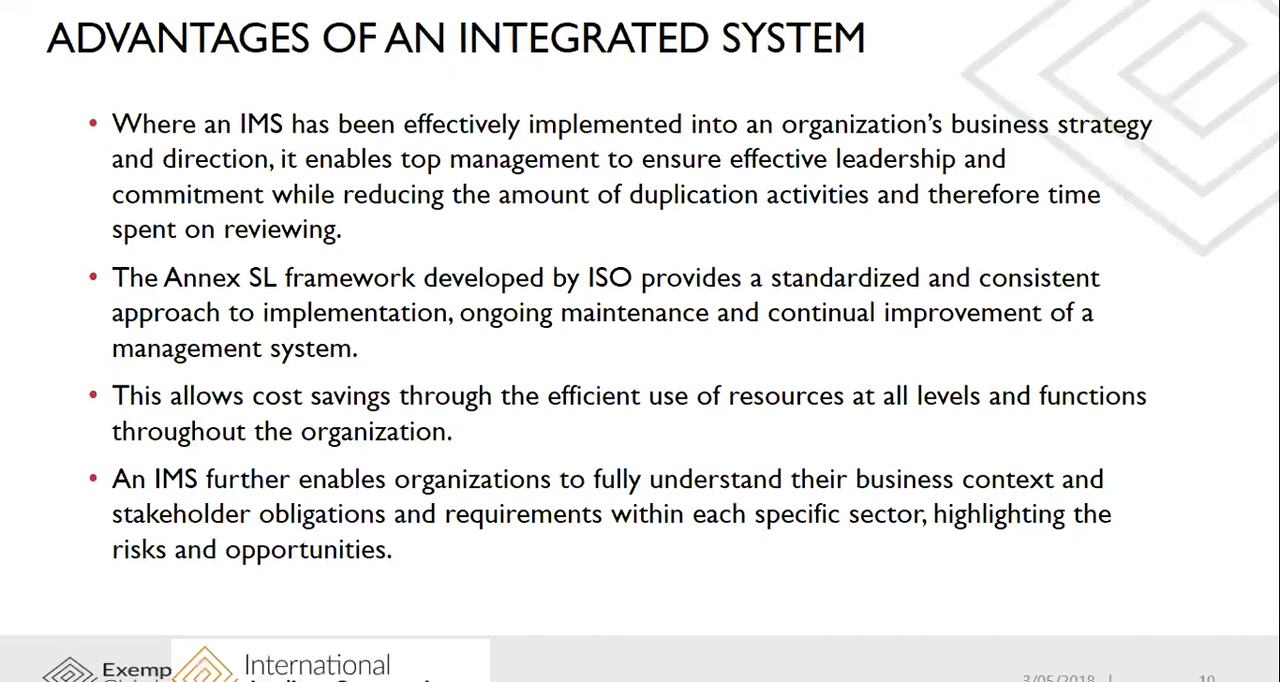 ADVANTAGES OF AN INTEGRATED SYSTEM
• Where an IMS has been effectively implemented into an organization's business strategy
and direction, it enables top management to ensure effective leadership and
commitment while reducing the amount of duplication activities and therefore time
spent on reviewing.
• The Annex SL framework developed by ISO provides a standardized and consistent
approach to implementation, ongoing maintenance and continual improvement of a
management system.
• This allows cost savings through the efficient use of resources at all levels and functions
throughout the organization.
• An IMS further enables organizations to fully understand their business context and
stakeholder obligations and requirements within each specific sector, highlighting the
risks and opportunities.
Exemp
International
3/05/2018 | 10